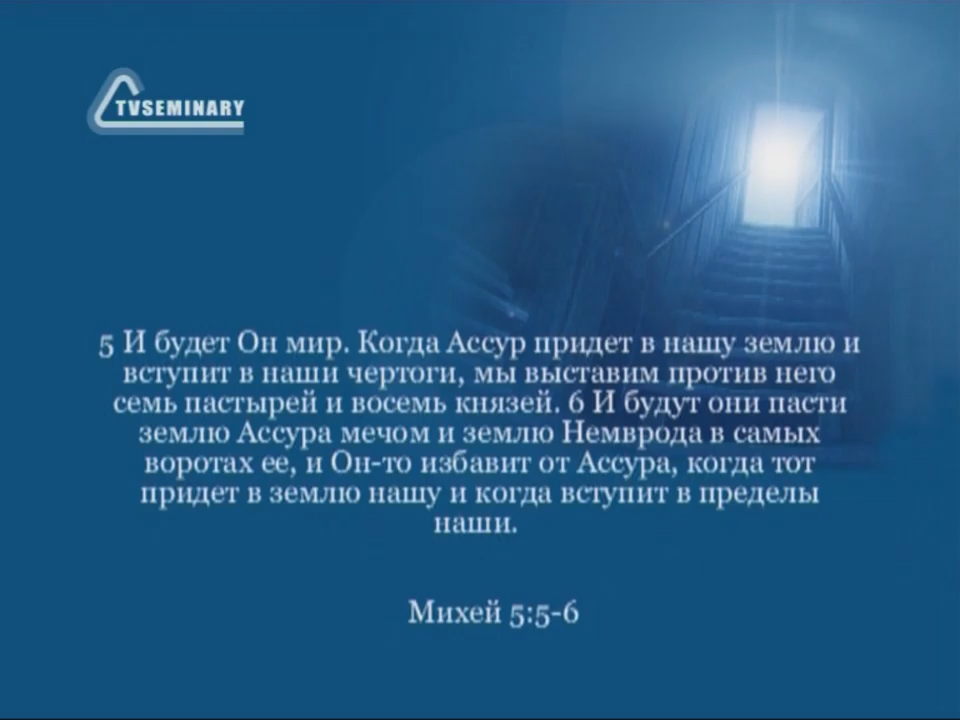 TVSEMINARY
5 И будет Он мир. Когда Ассур придет в нашу землю и
вступит в наши чертоги, мы выставим против него
семь пастырей и восемь князей. 6 И будут они пасти
землю Ассура мечом и землю Немврода в самых
воротах ее, и Он-то избавит от Ассура, когда тот
придет в землю нашу и когда вступит в пределы
наши.
Михей 5:5-6